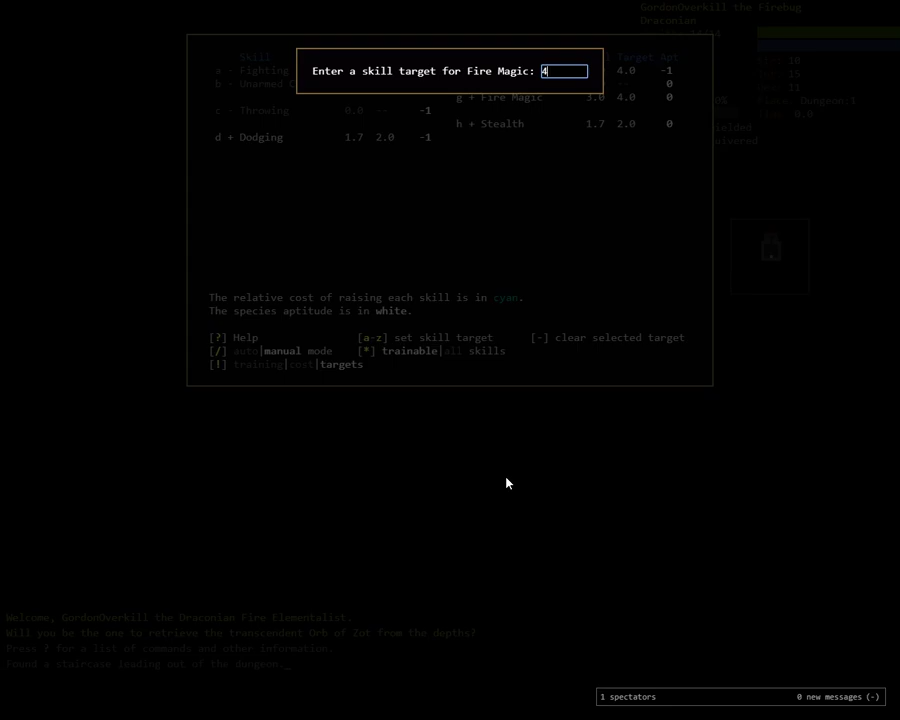 GordonOverkill the Firebug
Draconian
Skill Target Apt
Enter a skill target for Fire Magic: 4
a - Fighting 4.0 -1
b - Unarmed C -- 0
g + Fire Magic 3.0 4.0 0
c - Throwing 0.0 -- -1
h + Stealth 1.7 2.0 0
d + Dodging 1.7 2.0 -1
10
15
11
0% Dungeon:1
0.0
The relative cost of raising each skill is in cyan.
The species aptitude is in white.
[?] Help [a-z] set skill target [-] clear selected target
[/] auto|manual mode [*] trainable|all skills
[!] training|cost|targets
Welcome, GordonOverkill the Draconian Fire Elementalist.
Will you be the one to retrieve the transcendent Orb of Zot from the depths?
Press ? for a list of commands and other information.
Found a staircase leading out of the dungeon._
1 spectators 0 new messages (-)